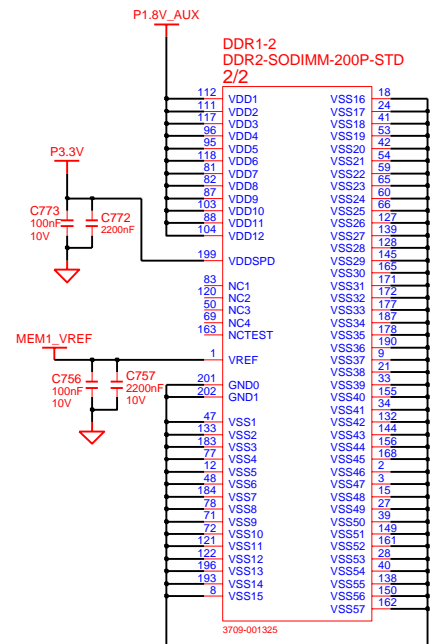 P1.8V_AUX
DDR1-2
DDR2-SODIMM-200P-STD
2/2
112 VDD1 VSS16 18
111 VDD2 VSS17 24
117 VDD3 VSS18 41
96 VDD4 VSS19 53
95 VDD5 VSS20 42
118 VDD6 VSS21 54
81 VDD7 VSS22 59
82 VDD8 VSS23 65
87 VDD9 VSS24 60
103 VDD10 VSS25 66
88 VDD11 VSS26 127
104 VDD12 VSS27 139
VSS28 128
199 VDDSPD VSS29 145
VSS30 165
83 NC1 VSS31 171
120 NC2 VSS32 172
50 NC3 VSS33 177
69 NC4 VSS34 187
163 NCTEST VSS35 178
VSS36 190
1 VREF VSS37 9
VSS38 21
201 GND0 VSS39 33
202 GND1 VSS40 155
VSS41 34
47 VSS1 VSS42 132
133 VSS2 VSS43 144
183 VSS3 VSS44 156
77 VSS4 VSS45 168
12 VSS5 VSS46 2
48 VSS6 VSS47 3
184 VSS7 VSS48 15
78 VSS8 VSS49 27
71 VSS9 VSS50 39
72 VSS10 VSS51 149
121 VSS11 VSS52 161
122 VSS12 VSS53 28
196 VSS13 VSS54 40
193 VSS14 VSS55 138
8 VSS15 VSS56 150
VSS57 162
3709-001325
P3.3V
C773
100nF
10V
C772
2200nF
MEM1_VREF
C756
100nF
10V
C757
2200nF
10V